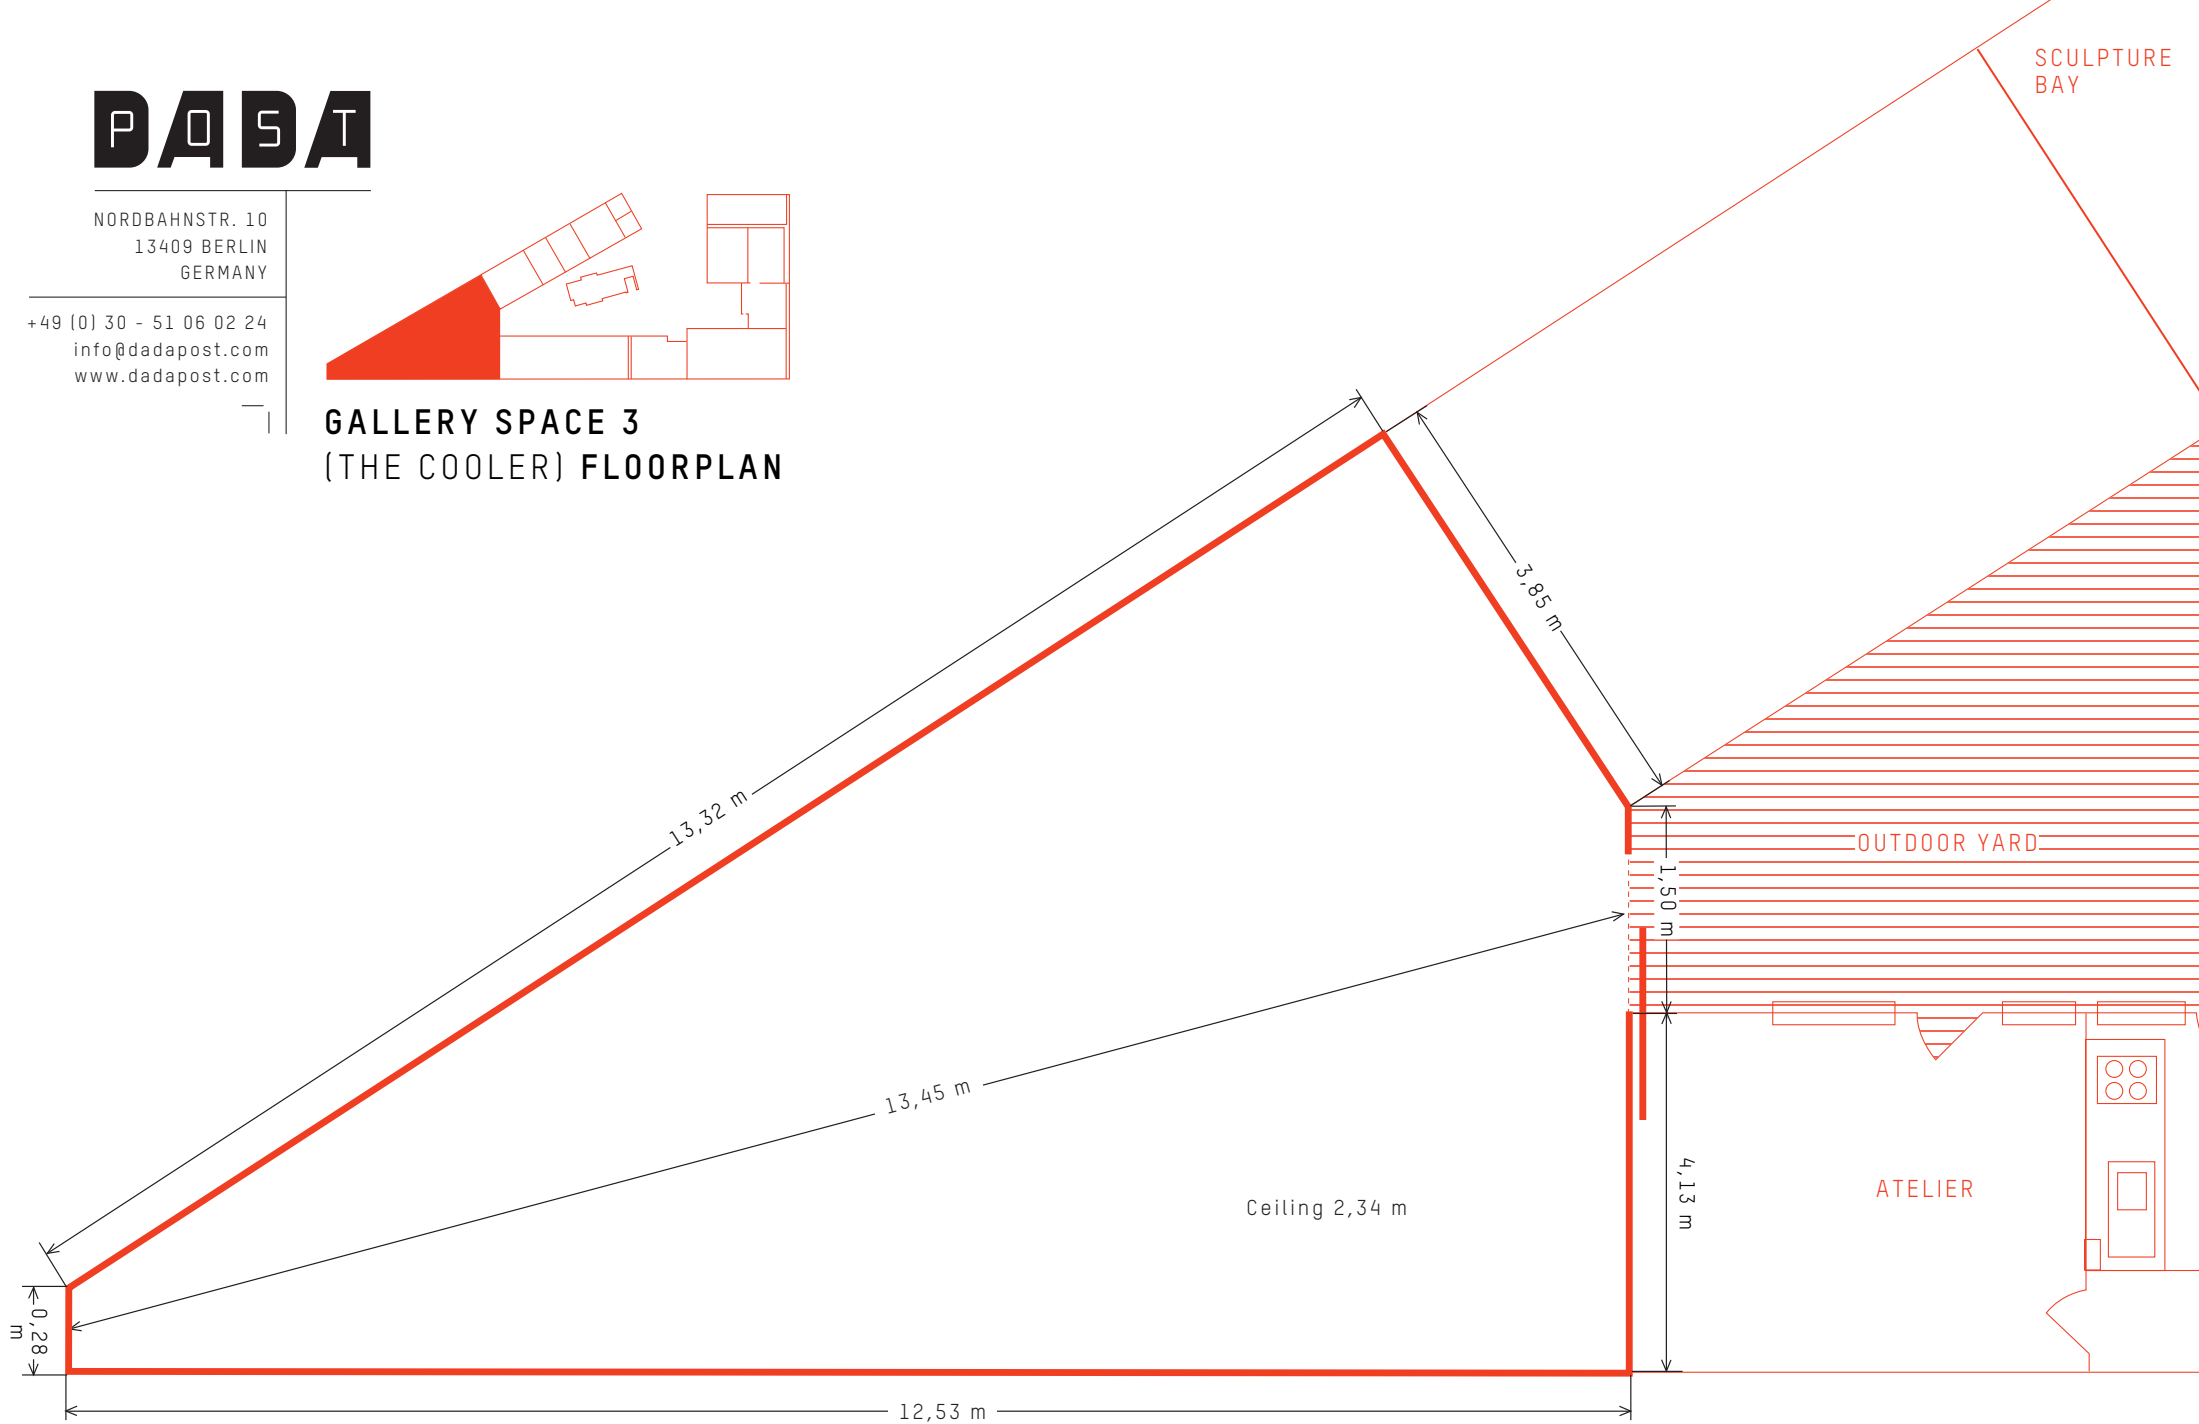 DADA
POST
NORDBAHNSTR. 10
13409 BERLIN
GERMANY
+49 (0) 30 - 51 06 02 24
info@dadapost.com
www.dadapost.com
GALLERY SPACE 3
(THE COOLER) FLOORPLAN
SCULPTURE
BAY
3,85 m
13,32 m
OUTDOOR YARD
1,50 m
13,45 m
4,13 m
ATELIER
Ceiling 2,34 m
0,28
m
12,53 m